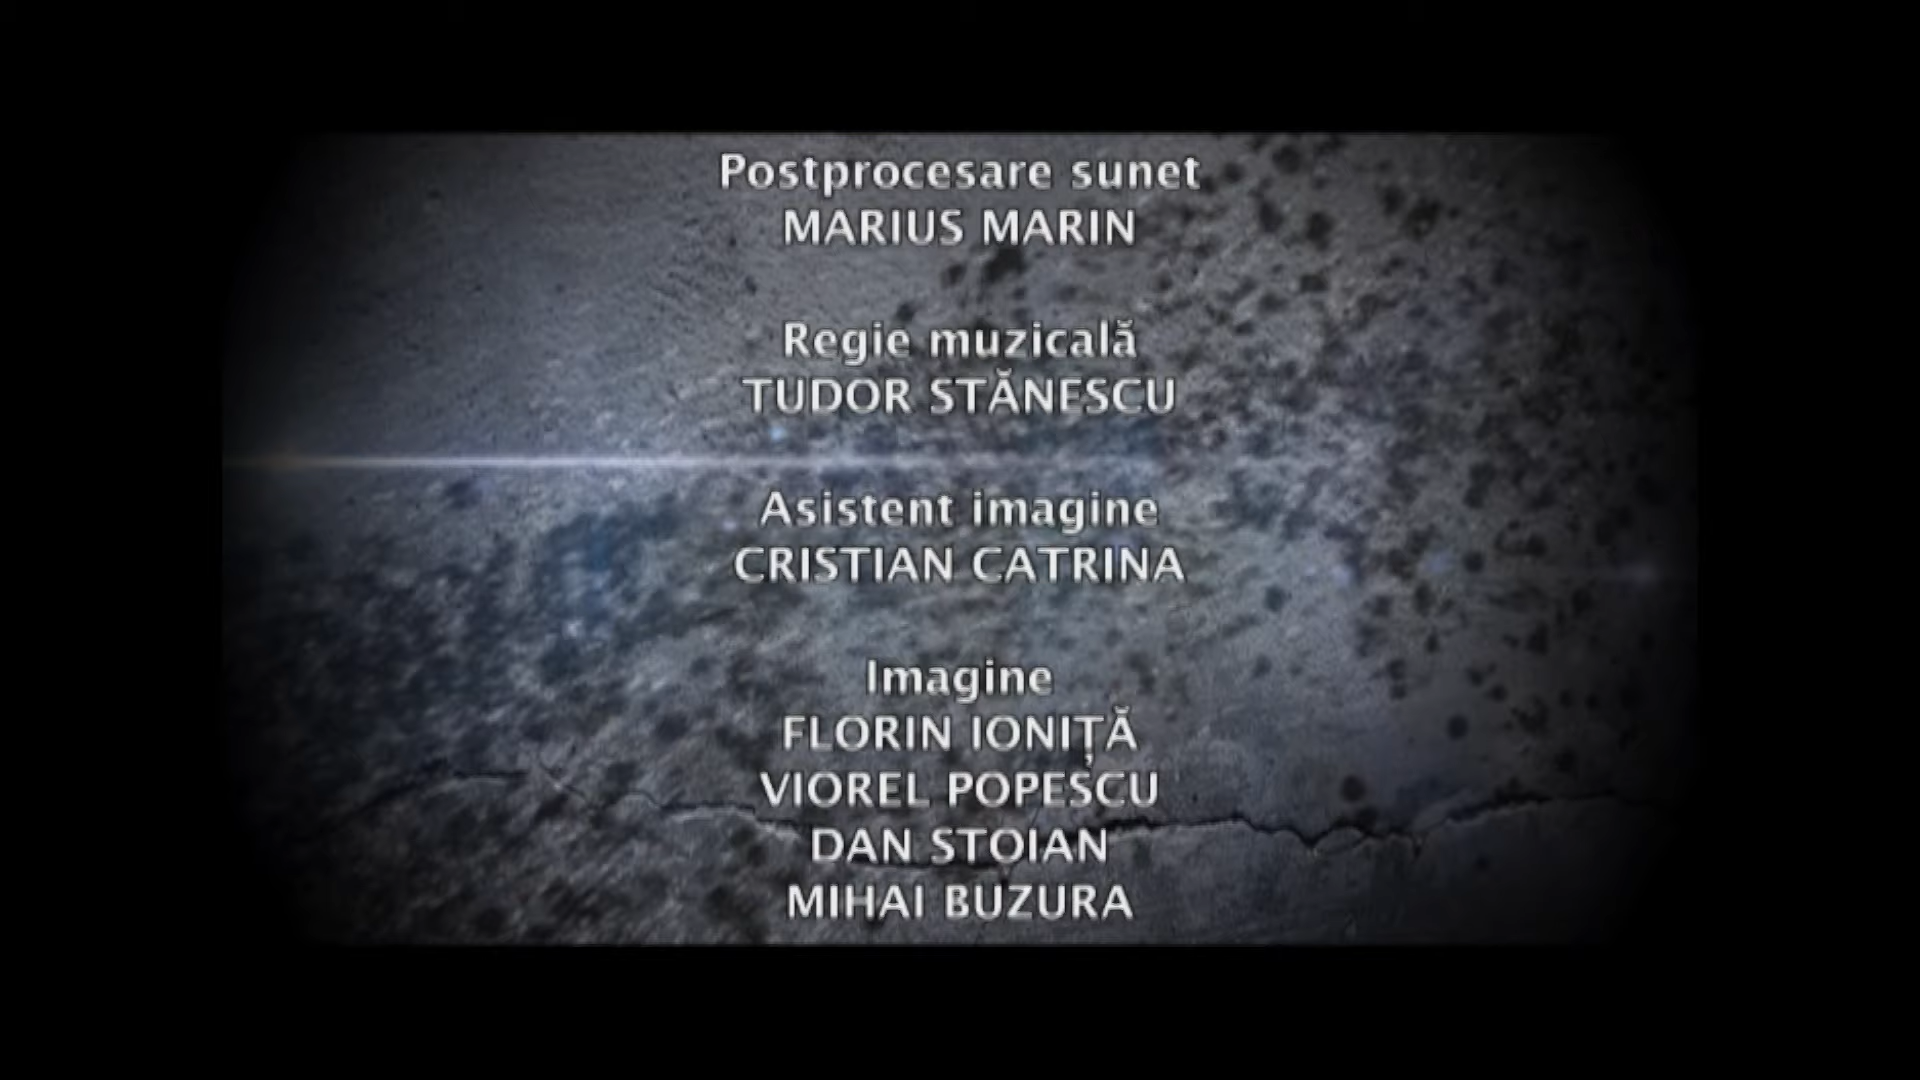 Postprocesare sunet
MARIUS MARIN
Regie muzicală
TUDOR STĂNESCU
Asistent imagine
CRISTIAN CATRINA
Imagine
FLORIN IONIȚĂ
VIOREL POPESCU
DAN STOIAN
MIHAI BUZURA